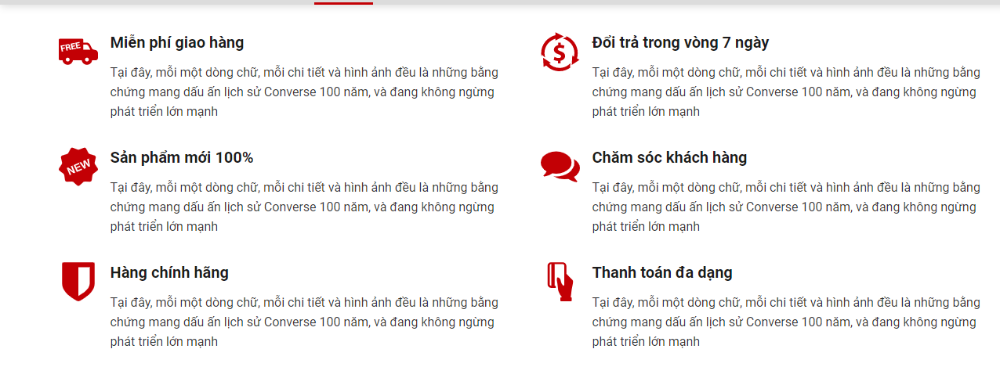 FREE
Miễn phí giao hàng
Tại đây, mỗi một dòng chữ, mỗi chi tiết và hình ảnh đều là những bằng
chứng mang dấu ấn lịch sử Converse 100 năm, và đang không ngừng
phát triển lớn mạnh
$
Đổi trả trong vòng 7 ngày
Tại đây, mỗi một dòng chữ, mỗi chi tiết và hình ảnh đều là những bằng
chứng mang dấu ấn lịch sử Converse 100 năm, và đang không ngừng
phát triển lớn mạnh
NEW
Sản phẩm mới 100%
Tại đây, mỗi một dòng chữ, mỗi chi tiết và hình ảnh đều là những bằng
chứng mang dấu ấn lịch sử Converse 100 năm, và đang không ngừng
phát triển lớn mạnh
Chăm sóc khách hàng
Tại đây, mỗi một dòng chữ, mỗi chi tiết và hình ảnh đều là những bằng
chứng mang dấu ấn lịch sử Converse 100 năm, và đang không ngừng
phát triển lớn mạnh
Hàng chính hãng
Tại đây, mỗi một dòng chữ, mỗi chi tiết và hình ảnh đều là những bằng
chứng mang dấu ấn lịch sử Converse 100 năm, và đang không ngừng
phát triển lớn mạnh
Thanh toán đa dạng
Tại đây, mỗi một dòng chữ, mỗi chi tiết và hình ảnh đều là những bằng
chứng mang dấu ấn lịch sử Converse 100 năm, và đang không ngừng
phát triển lớn mạnh